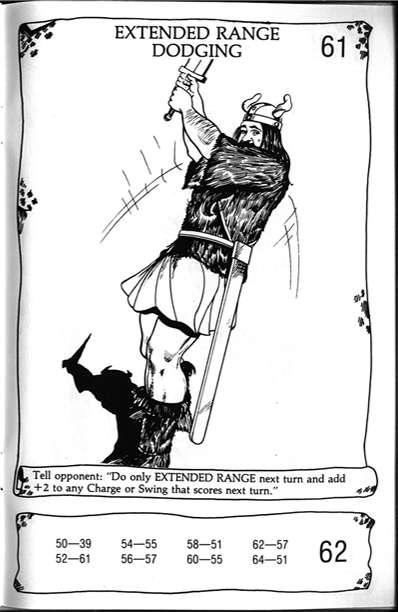 EXTENDED RANGE
DODGING
61
Tell opponent: "Do only EXTENDED RANGE next turn and add
+2 to any Charge or Swing that scores next turn."
50—39 54—55 58—51 62—57
52—61 56—57 60—55 64—51
62